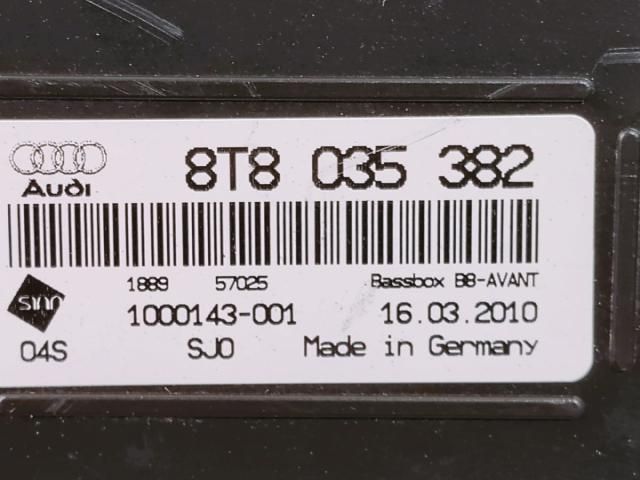 8T8 035 382
Audi
1889 57025 Bassbox B8-AVANT
sinn
1000143-001 16.03.2010
04S SJ0 Made in Germany